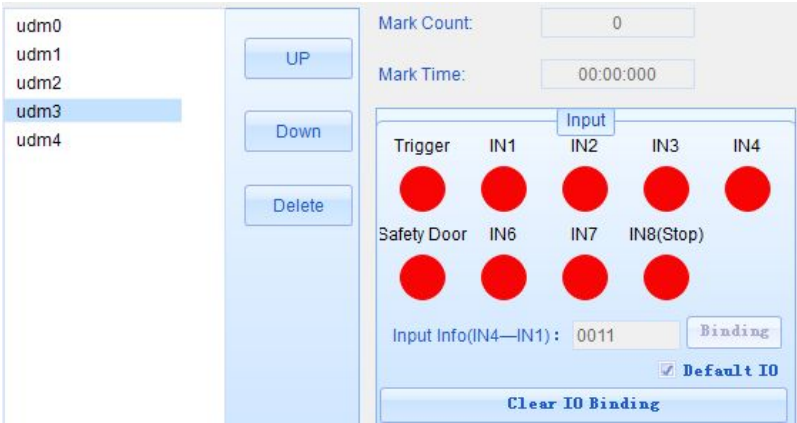 udm0
udm1
udm2
udm3
udm4
UP
Down
Delete
Mark Count:
0
Mark Time:
00:00:000
Input
Trigger IN1 IN2 IN3 IN4
Safety Door IN6 IN7 IN8(Stop)
Input Info(IN4—IN1): 0011 Binding
Default IO
Clear IO Binding